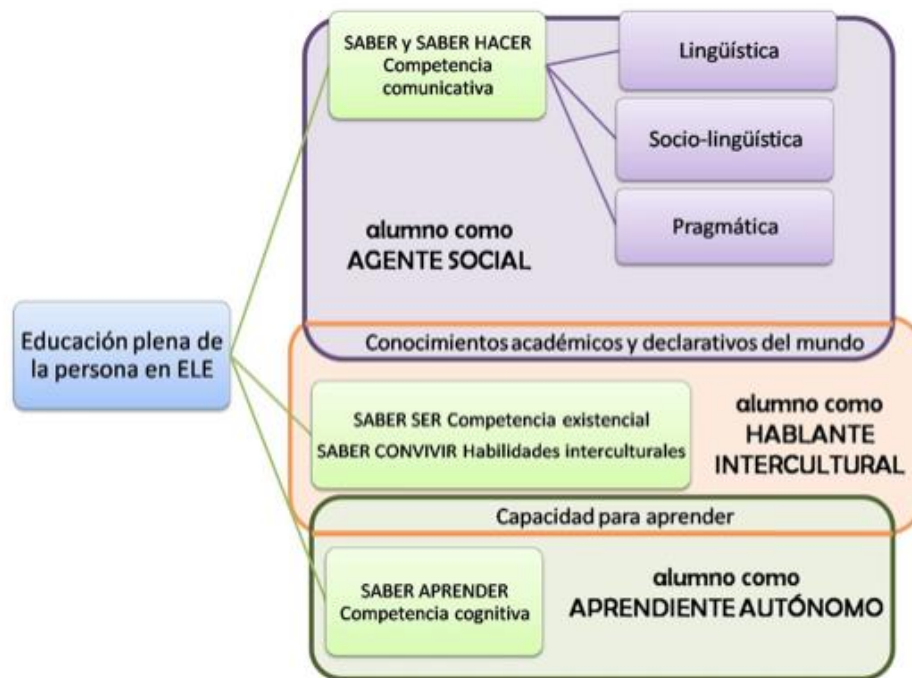 SABER y SABER HACER
Competencia
comunicativa
Lingüística
Socio-lingüística
Pragmática
alumno como
AGENTE SOCIAL
Educación plena de
la persona en ELE
Conocimientos académicos y declarativos del mundo
SABER SER Competencia existencial
SABER CONVIVIR Habilidades interculturales
alumno como
HABLANTE
INTERCULTURAL
Capacidad para aprender
SABER APRENDER
Competencia cognitiva
alumno como
APRENDIENTE AUTÓNOMO